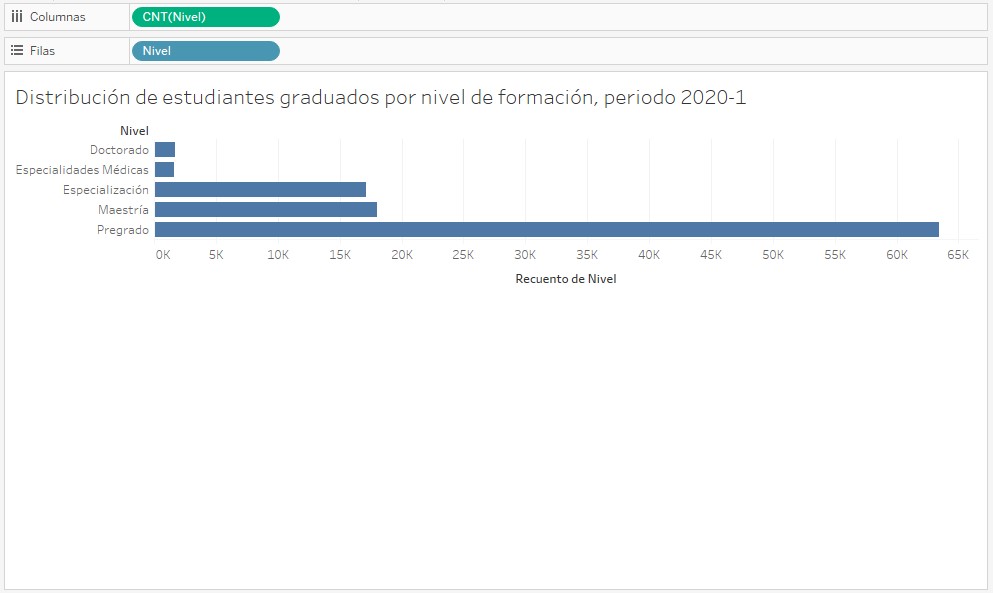 Columnas CNT(Nivel)
Filas Nivel
Distribución de estudiantes graduados por nivel de formación, periodo 2020-1
Nivel
Doctorado
Especialidades Médicas
Especialización
Maestría
Pregrado
0K 5K 10K 15K 20K 25K 30K 35K 40K 45K 50K 55K 60K 65K
Recuento de Nivel